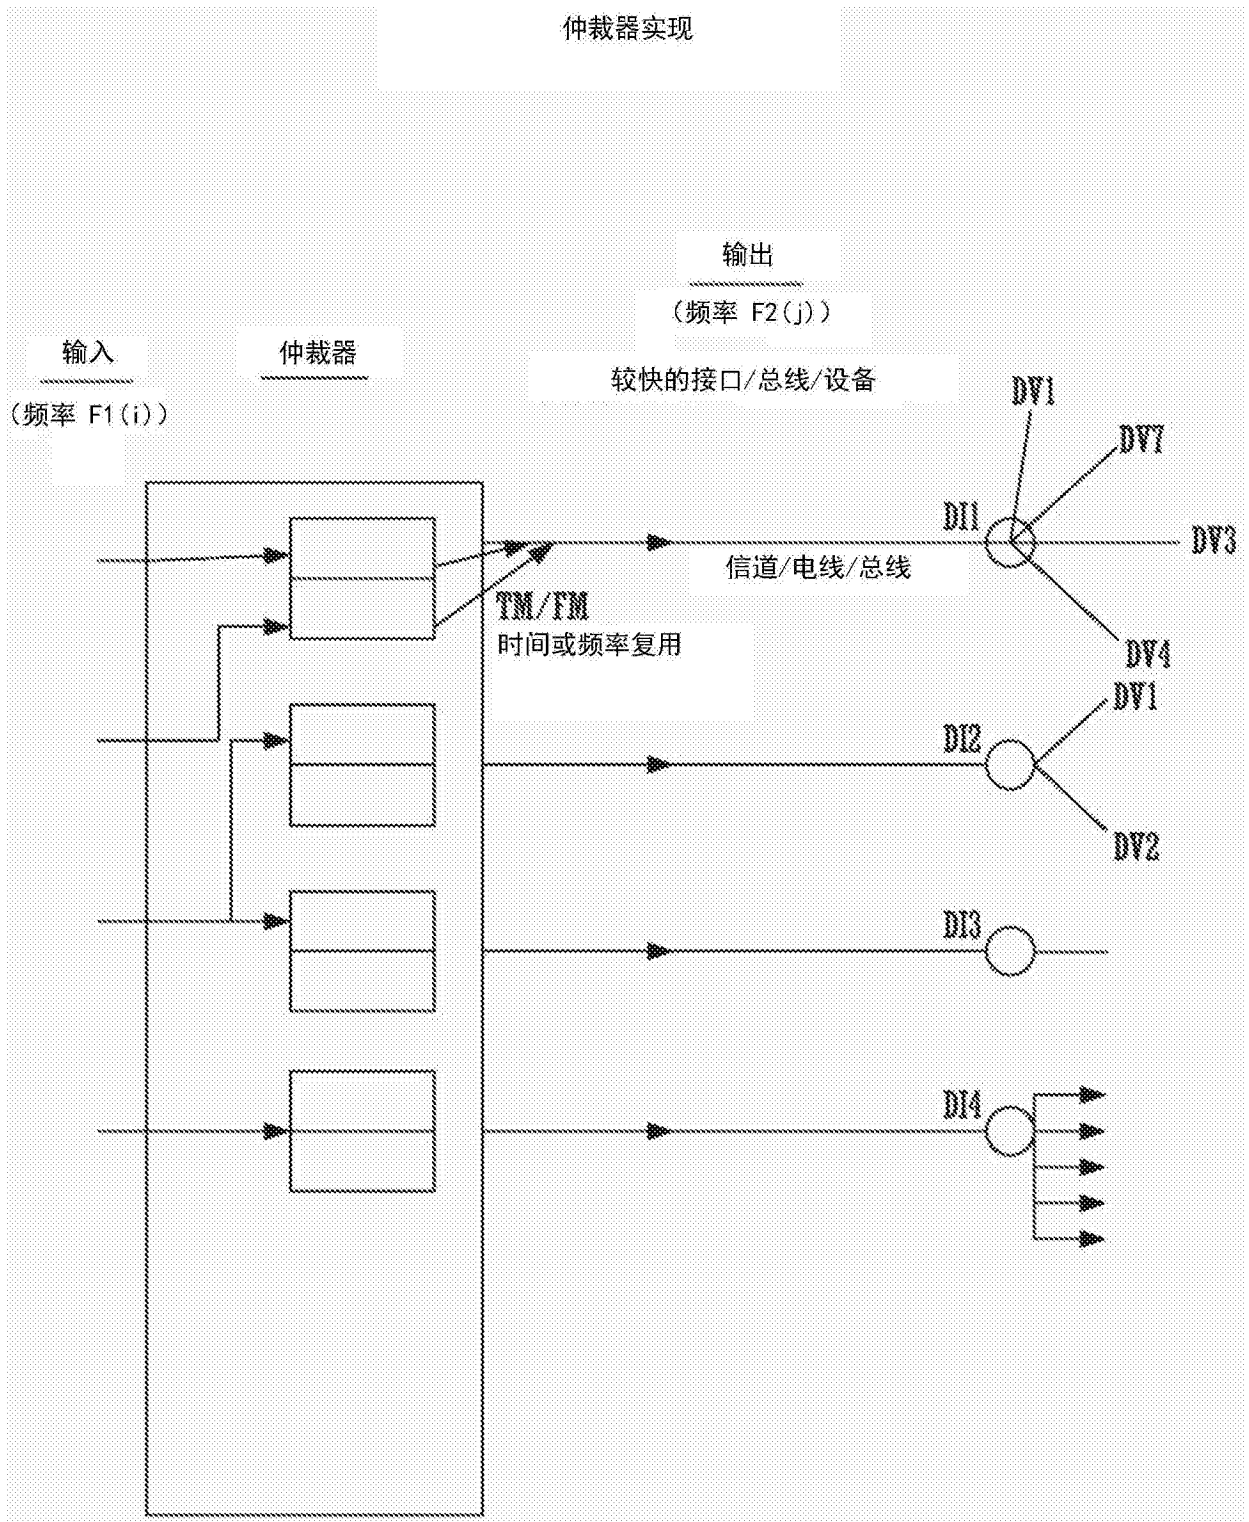 仲裁器实现
输出
(频率 F2(j))
输入
仲裁器
较快的接口/总线/设备
(频率 F1(i))
DV1
DV7
DI1
DV3
信道/电线/总线
TM/FM
时间或频率复用
DV4
DV1
DI2
DV2
DI3
DI4